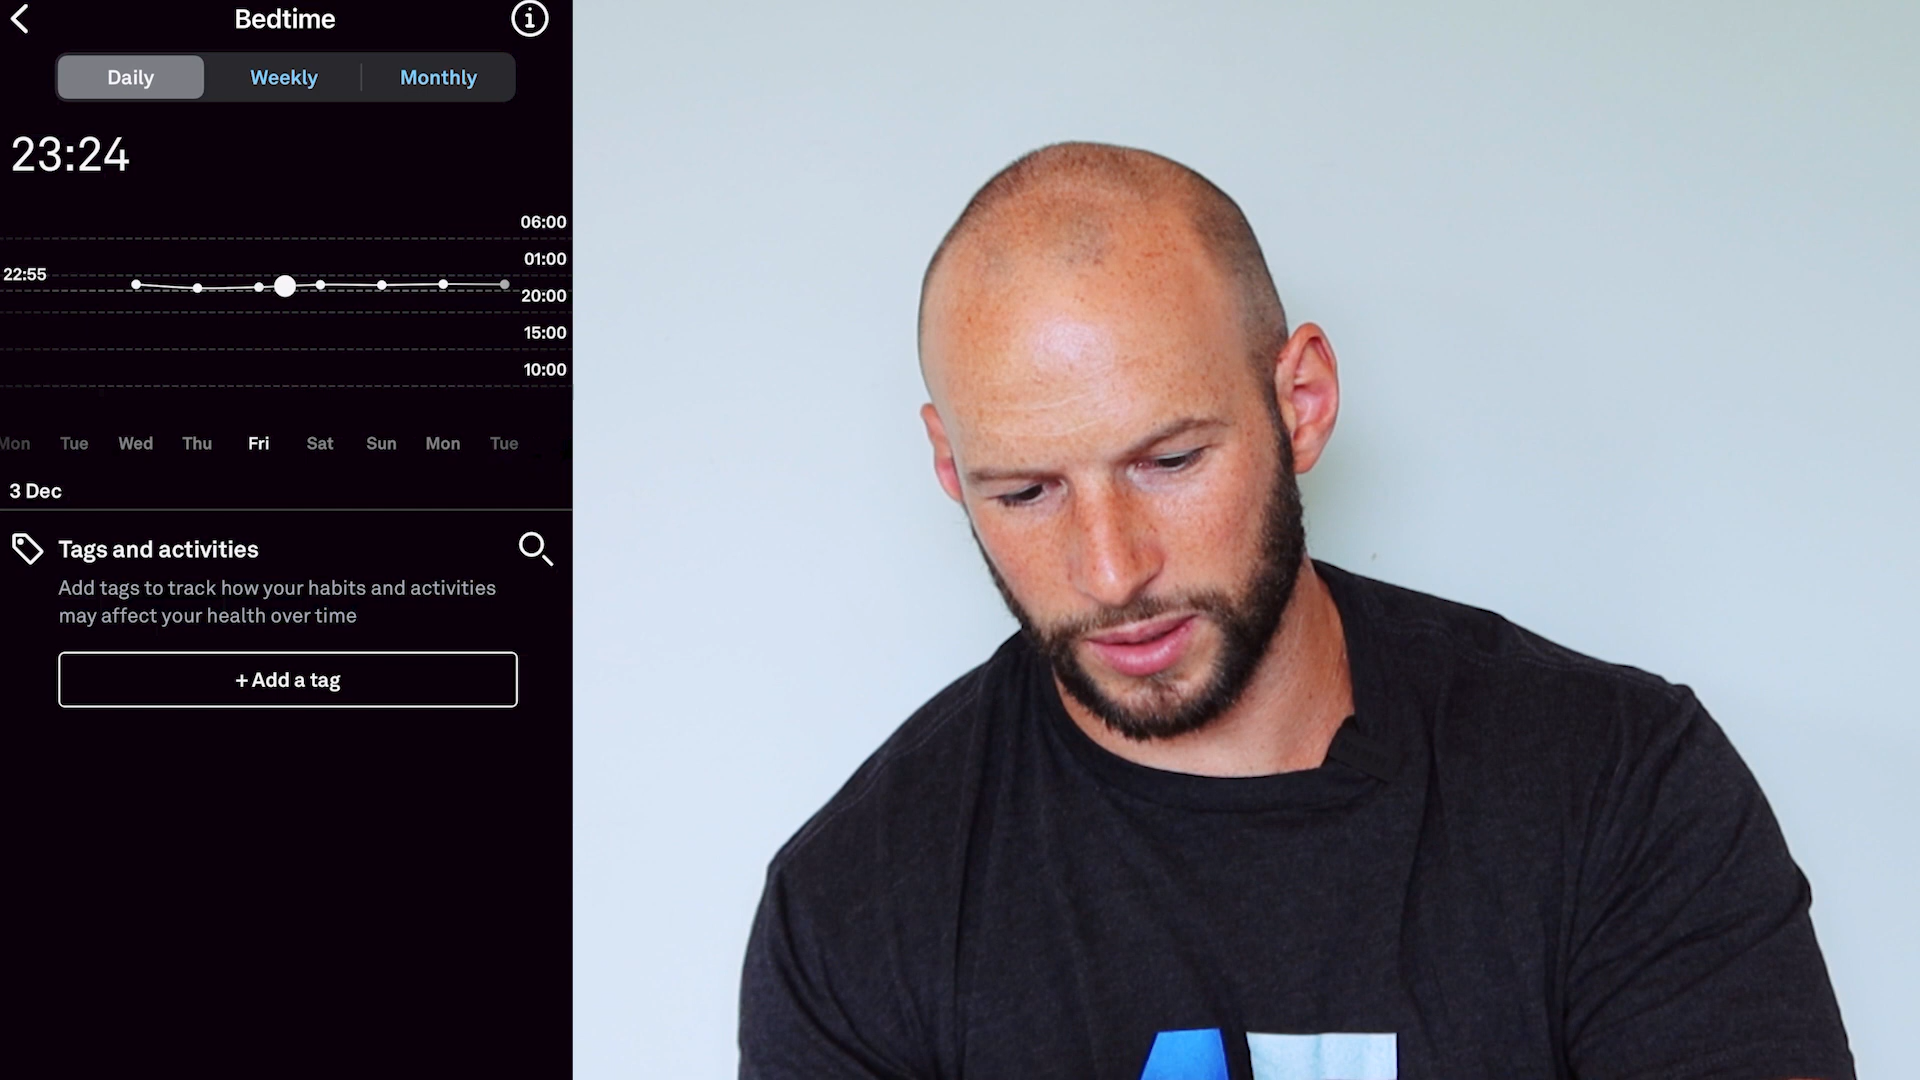 Bedtime
Daily
Weekly
Monthly
23:24
06:00
01:00
22:55
20:00
15:00
10:00
Mon Tue Wed Thu Fri Sat Sun Mon Tue
3 Dec
Tags and activities
Add tags to track how your habits and activities
may affect your health over time
+ Add a tag